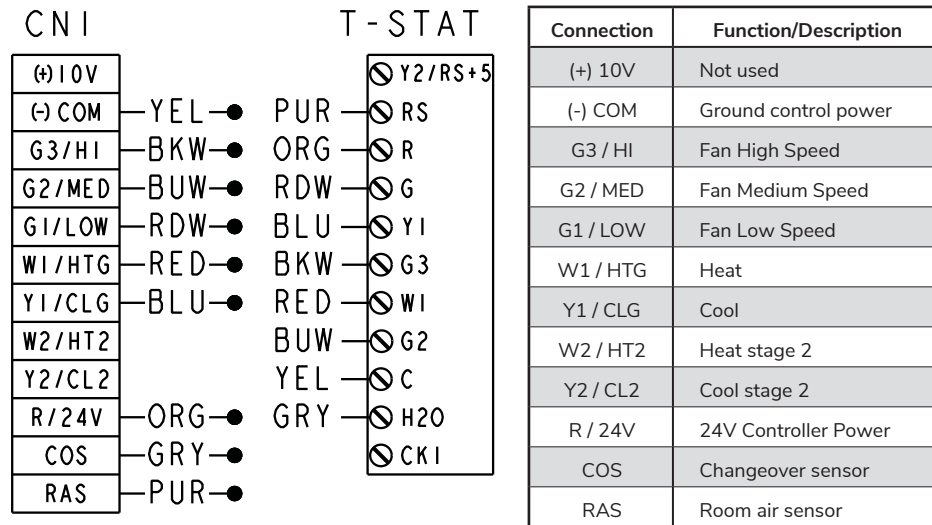 CNI
(+)10V
(-) COM YEL
G3/HI BKW
G2/MED BUW
G1/LOW RDW
W1/HTG RED
Y1/CLG BLU
W2/HT2
Y2/CL2
R/24V ORG
COS GRY
RAS PUR
T-STAT
Y2/RS+5
PUR RS
ORG R
RDW G
BLU Y1
BKW G3
RED W1
BUW G2
YEL C
GRY H2O
CK1
Connection Function/Description
(+) 10V Not used
(-) COM Ground control power
G3 / HI Fan High Speed
G2 / MED Fan Medium Speed
G1 / LOW Fan Low Speed
W1 / HTG Heat
Y1 / CLG Cool
W2 / HT2 Heat stage 2
Y2 / CL2 Cool stage 2
R / 24V 24V Controller Power
COS Changeover sensor
RAS Room air sensor